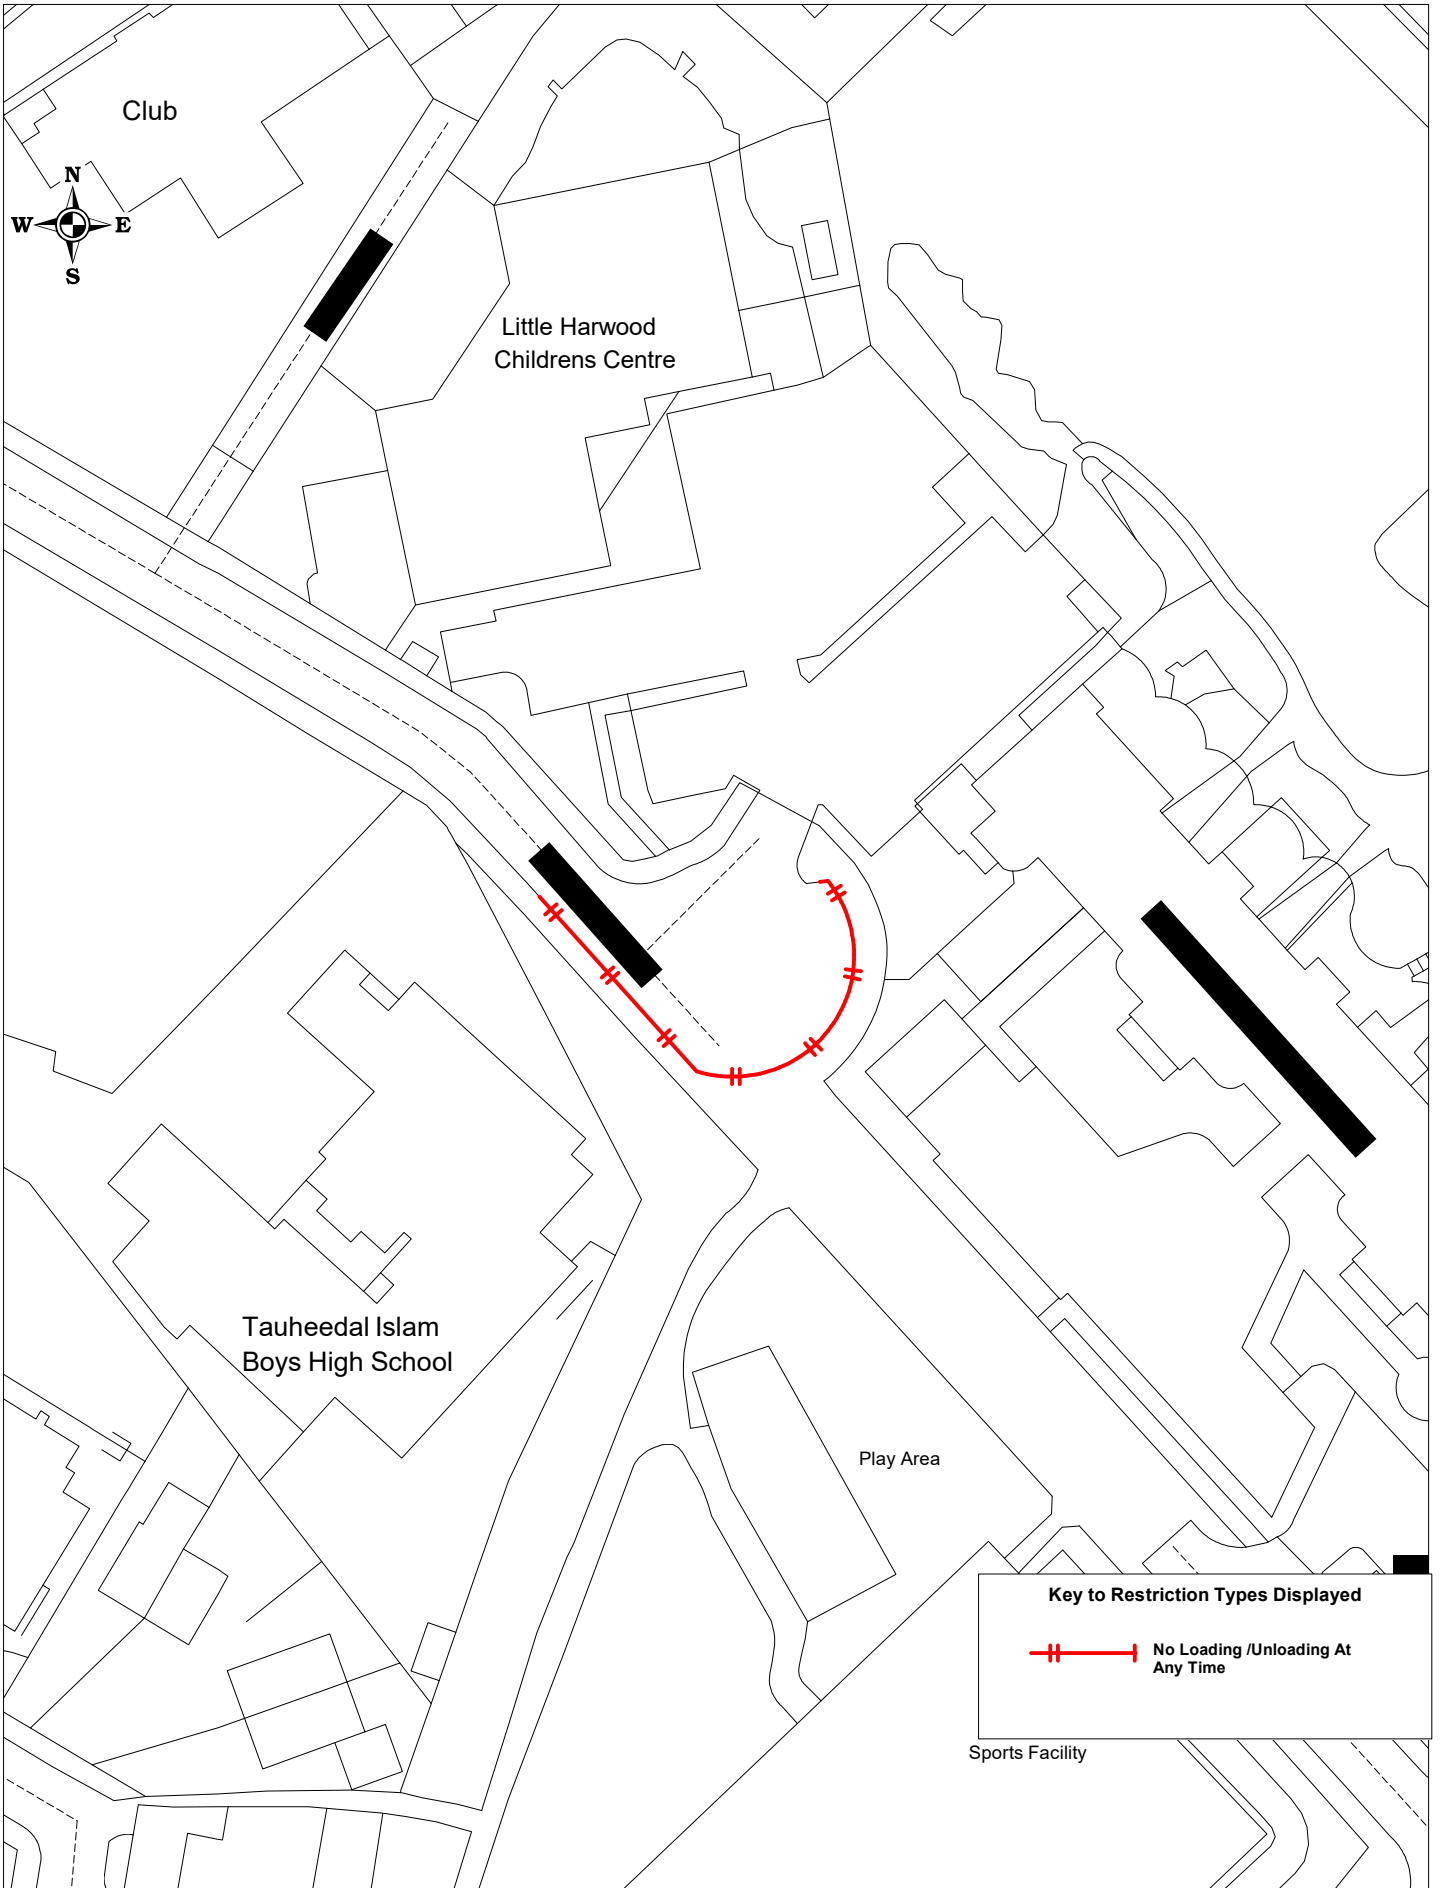 Club
N
W E
S
Little Harwood
Childrens Centre
Tauheedal Islam
Boys High School
Play Area
Key to Restriction Types Displayed
No Loading /Unloading At
Any Time
Sports Facility